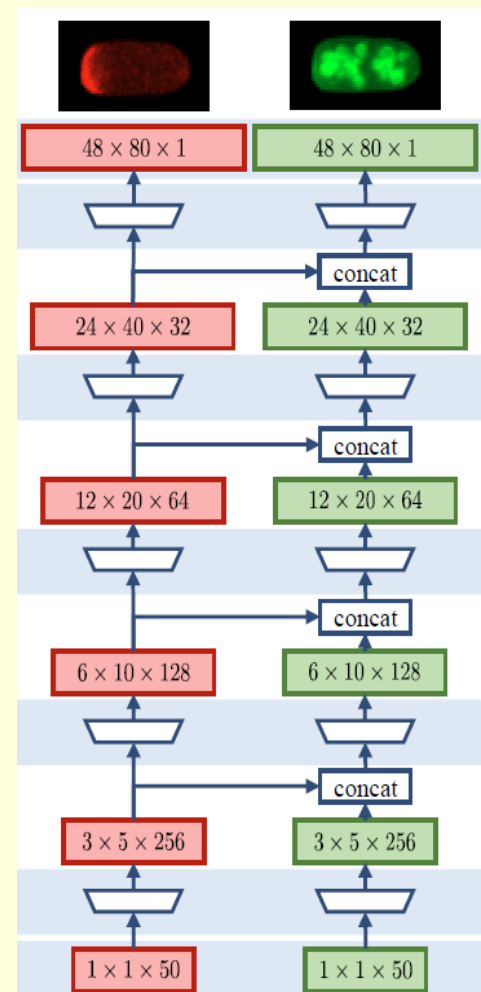 48 × 80 × 1
48 × 80 × 1
concat
24 × 40 × 32
24 × 40 × 32
concat
12 × 20 × 64
12 × 20 × 64
concat
6 × 10 × 128
6 × 10 × 128
concat
3 × 5 × 256
3 × 5 × 256
1 × 1 × 50
1 × 1 × 50